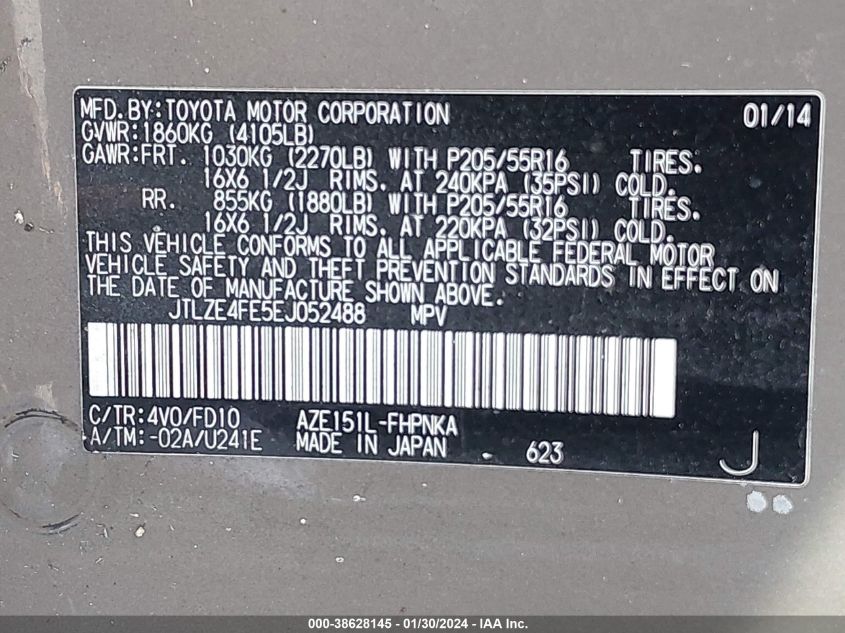 MFD.BY:TOYOTA MOTOR CORPORATION 01/14
GVWR:1860KG (4105LB)
GAWR:FRT. 1030KG (2270LB) WITH P205/55R16 TIRES.
16X6 1/2J RIMS. AT 240KPA (35PSI) COLD.
RR. 855KG (1880LB) WITH P205/55R16 TIRES.
16X6 1/2J RIMS. AT 220KPA (32PSI) COLD.
THIS VEHICLE CONFORMS TO ALL APPLICABLE FEDERAL MOTOR
VEHICLE SAFETY AND THEFT PREVENTION STANDARDS IN EFFECT ON
THE DATE OF MANUFACTURE SHOWN ABOVE.
JTLZE4FE5EJ052488 MPV
C/TR:4V0/FD10 AZE151L-FHPNKA
A/TM:-02A/U241E MADE IN JAPAN 623 J
000-38628145 - 01/30/2024 - IAA Inc.